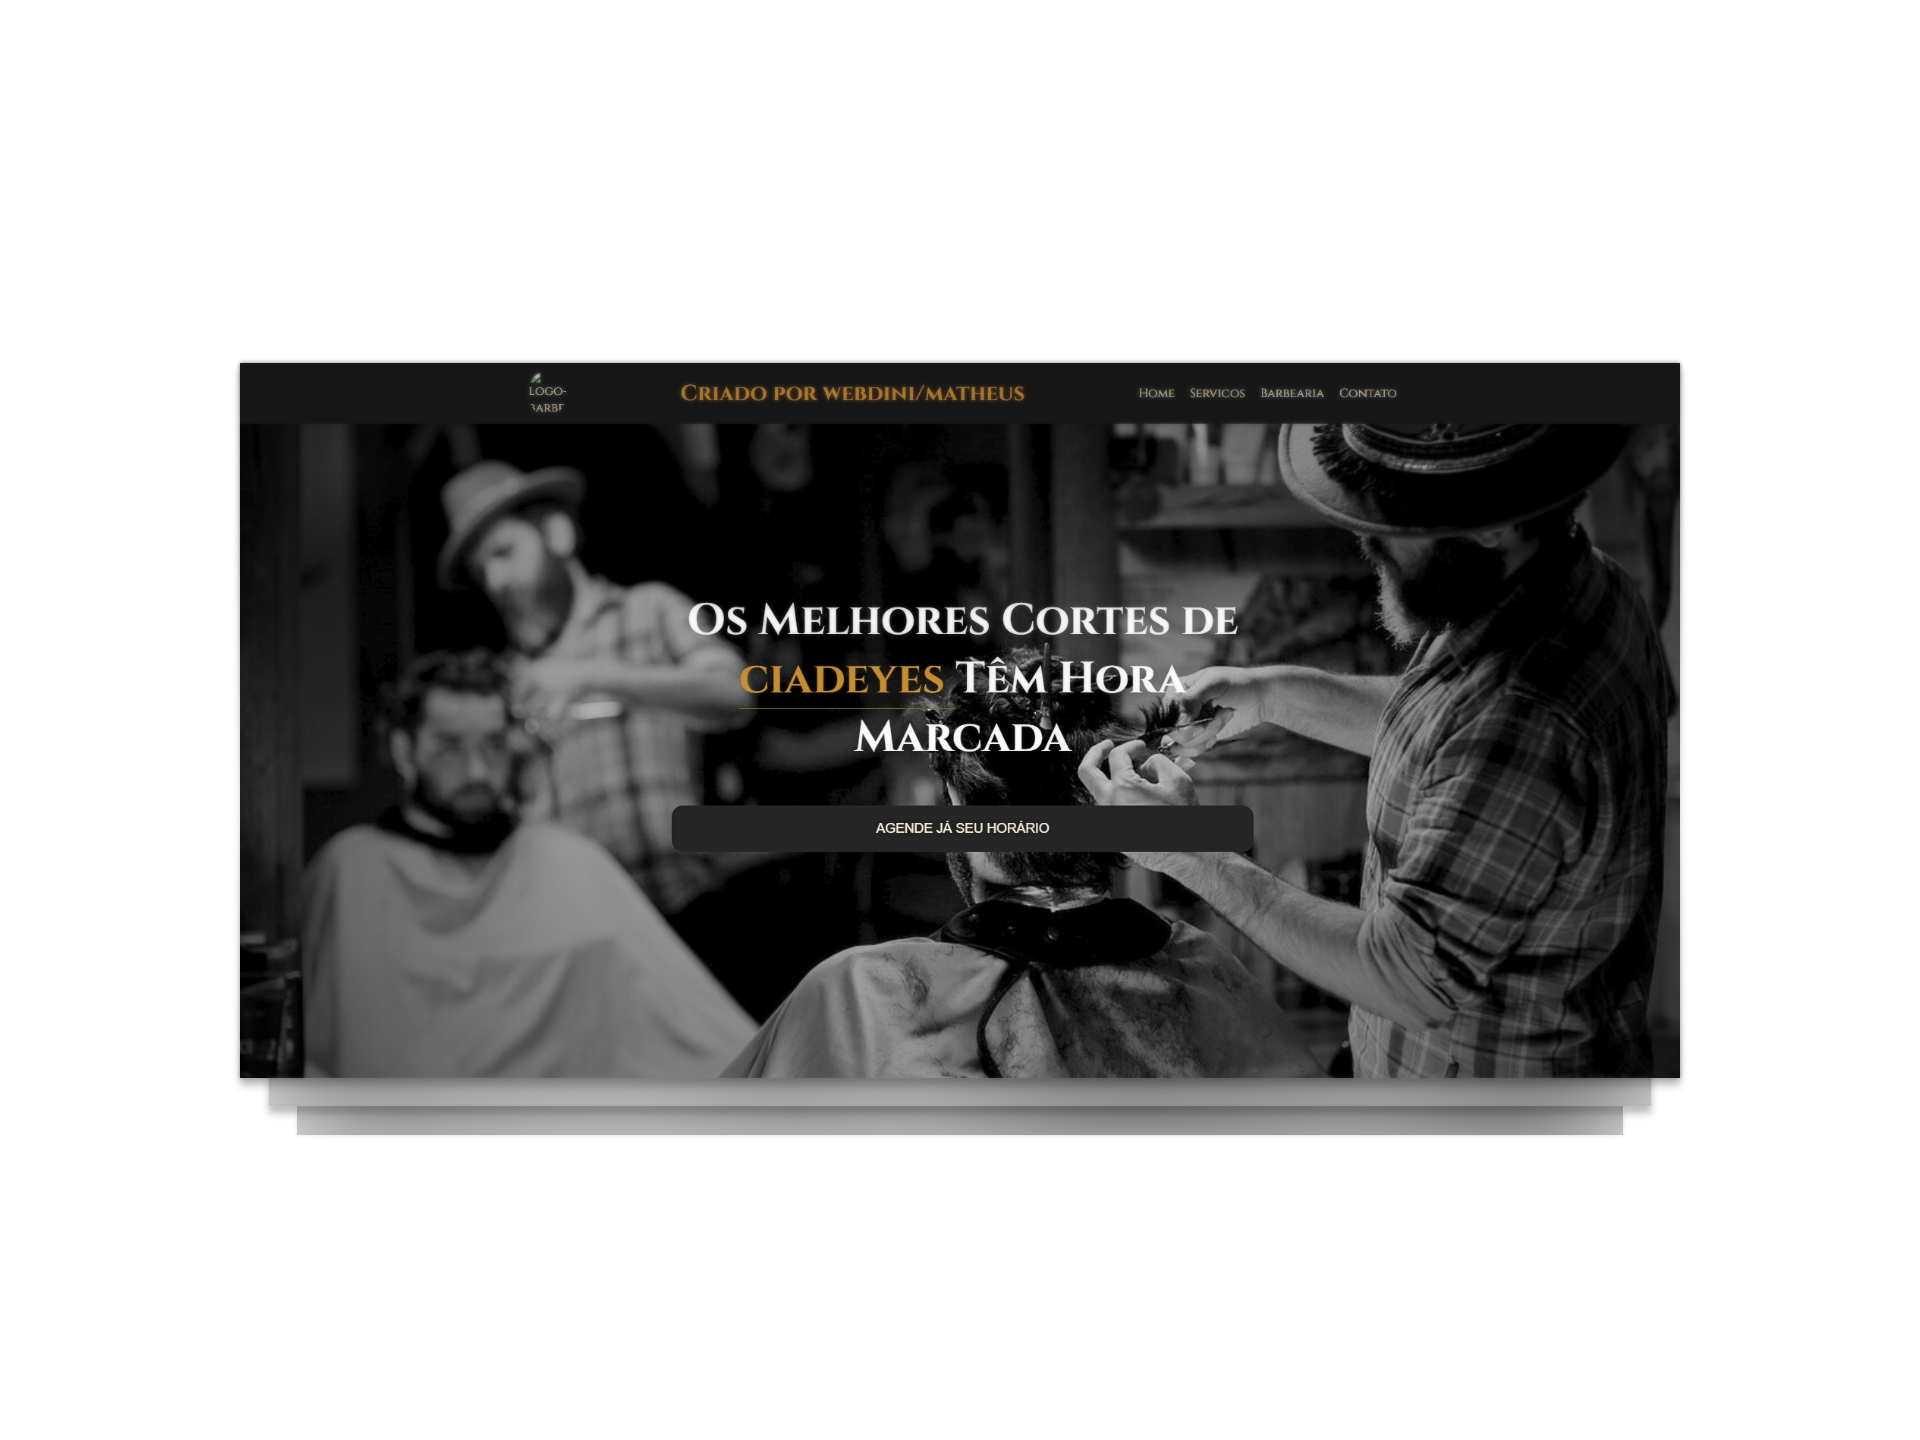 LOGO-
Criado por webdini/matheus
Home Servicos Barbearia Contato
Os Melhores Cortes de
CIADEYES Têm Hora
Marcada
AGENDE JÁ SEU HORÁRIO